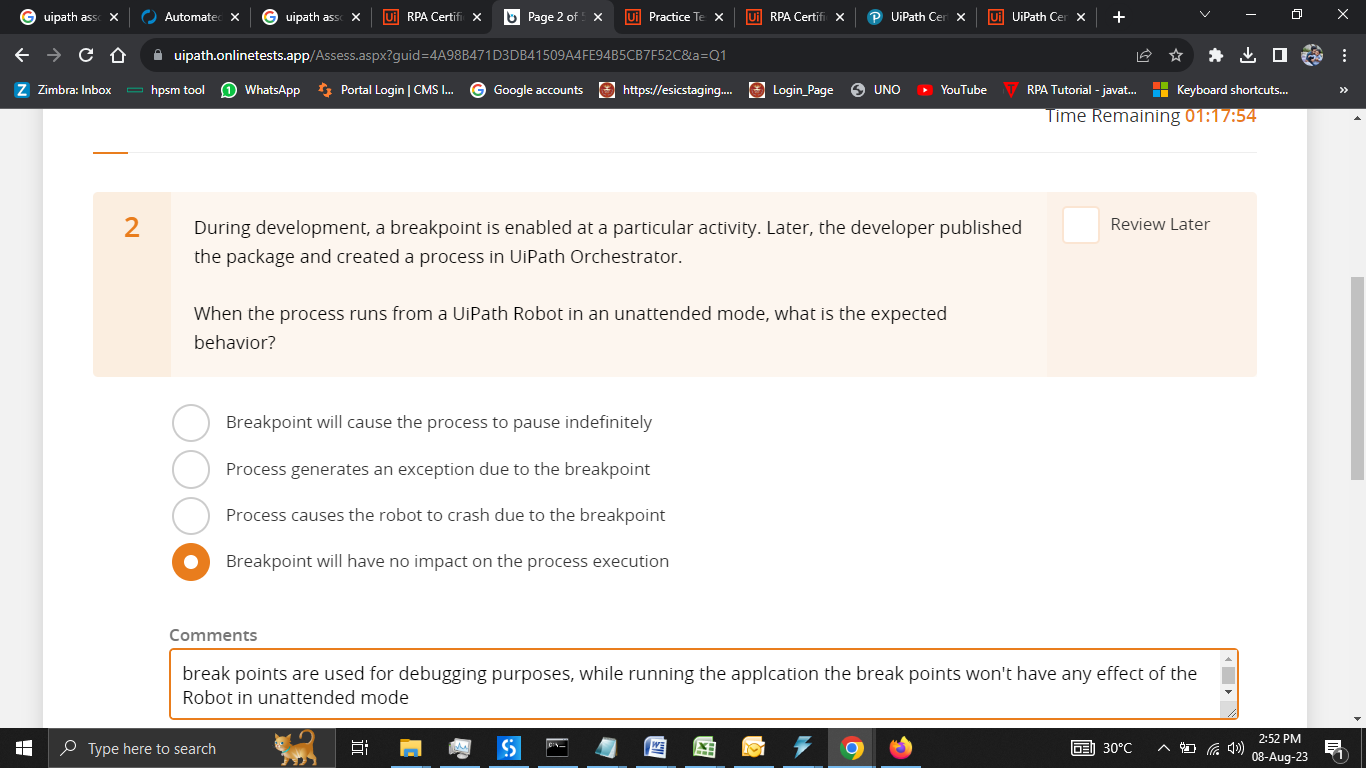 uipath asso
Automated
uipath asso
RPA Certifi
Page 2 of 5
Practice Te
RPA Certifi
UiPath Cer
UiPath Cer
uipath.onlinetests.app/Assess.aspx?guid=4A98B471D3DB41509A4FE94B5CB7F52C&a=Q1
Zimbra: Inbox
hpsm tool
WhatsApp
Portal Login | CMS I...
Google accounts
https://esicstaging....
Login_Page
UNO
YouTube
RPA Tutorial - javat...
Keyboard shortcuts...
»
Time Remaining 01:17:54
2
During development, a breakpoint is enabled at a particular activity. Later, the developer published
the package and created a process in UiPath Orchestrator.
When the process runs from a UiPath Robot in an unattended mode, what is the expected
behavior?
Review Later
Breakpoint will cause the process to pause indefinitely
Process generates an exception due to the breakpoint
Process causes the robot to crash due to the breakpoint
Breakpoint will have no impact on the process execution
Comments
break points are used for debugging purposes, while running the applcation the break points won't have any effect of the
Robot in unattended mode
Type here to search
30°C
2:52 PM
08-Aug-23
1